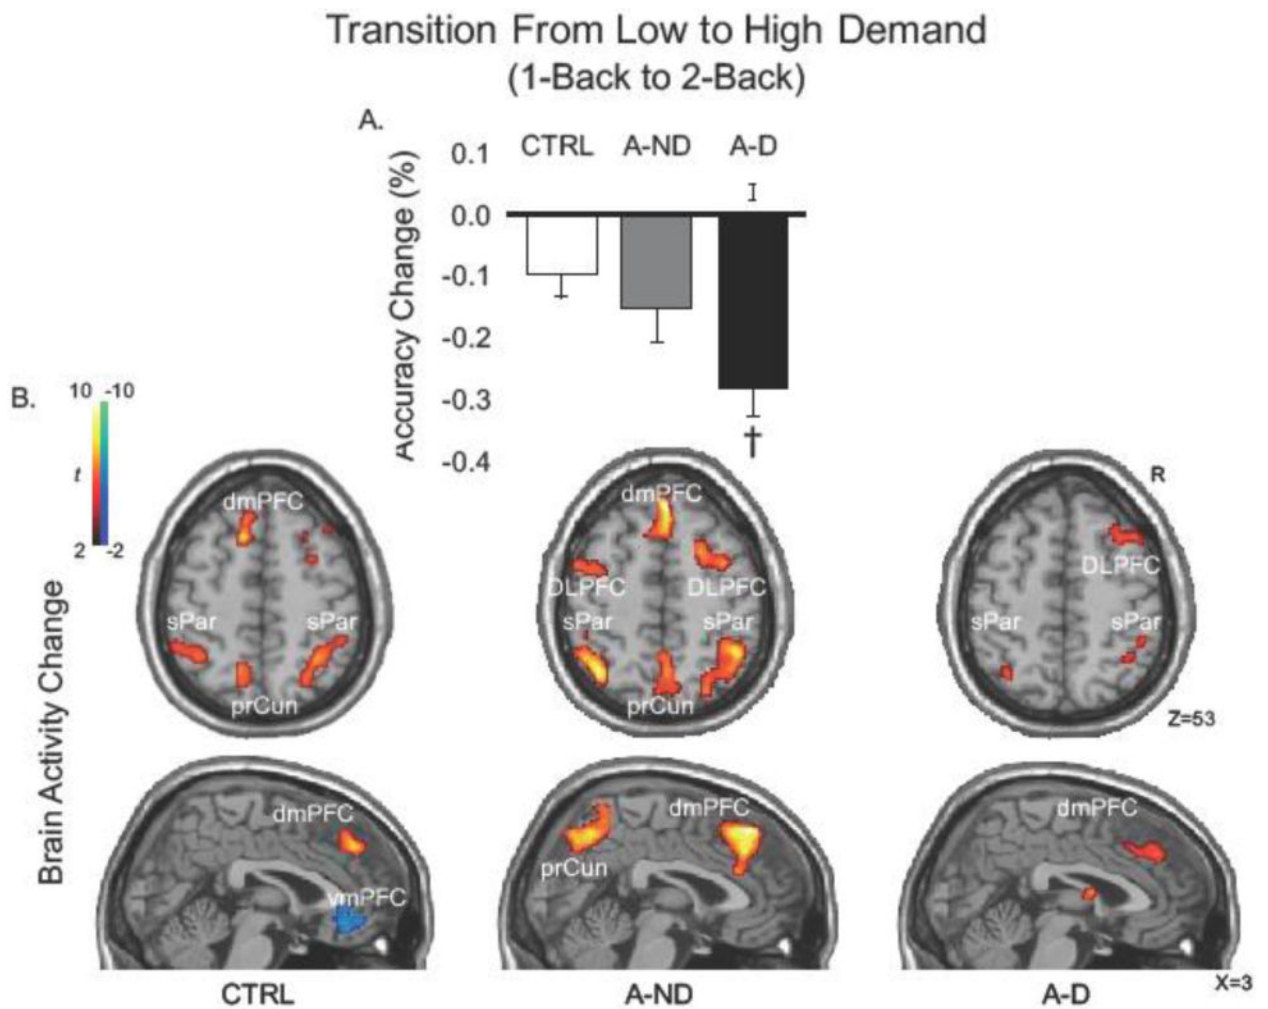 Transition From Low to High Demand
(1-Back to 2-Back)
A.
CTRL A-ND A-D
Accuracy Change (%)
0.1
0.0
-0.1
-0.2
-0.3
-0.4
†
B.
10 -10
t
2 -2
Brain Activity Change
dmPFC
sPar sPar
prCun
dmPFC
DLPFC DLPFC
sPar sPar
prCun
R
DLPFC
sPar sPar
Z=53
dmPFC
vmPFC
dmPFC
prCun
dmPFC
X=3
CTRL A-ND A-D